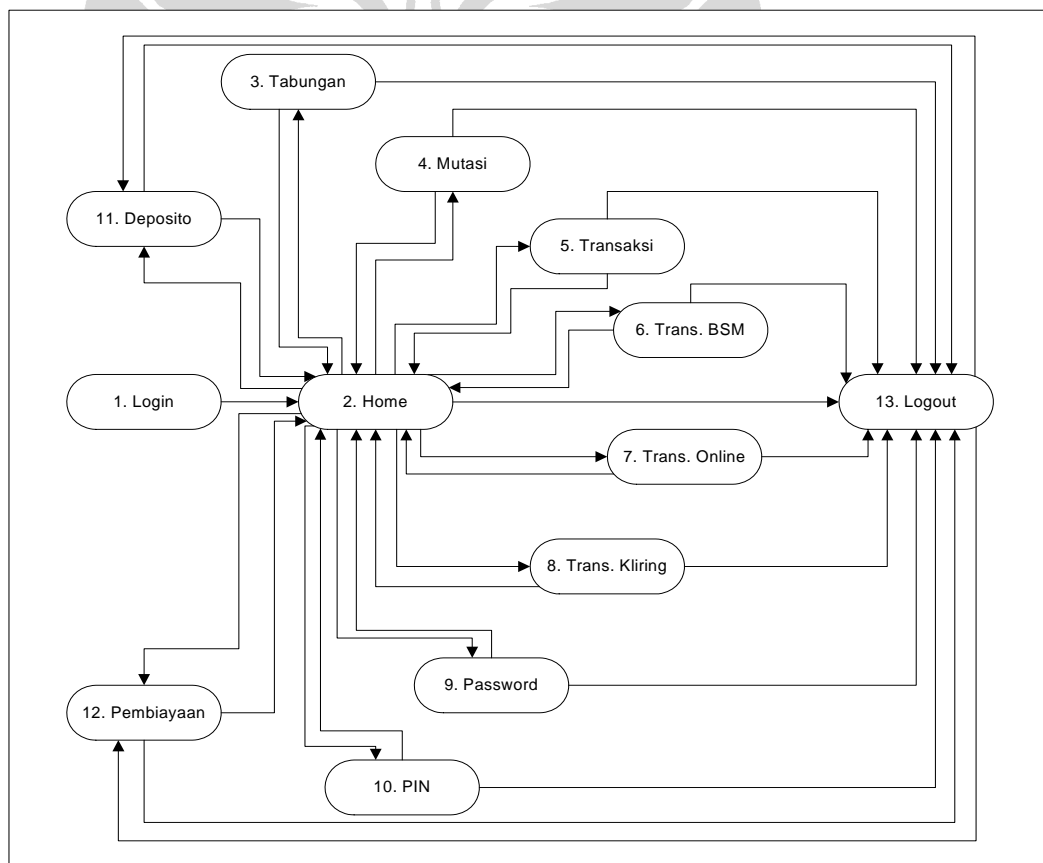 3. Tabungan
4. Mutasi
11. Deposito
5. Transaksi
6. Trans. BSM
1. Login
2. Home
13. Logout
7. Trans. Online
8. Trans. Kliring
9. Password
12. Pembiayaan
10. PIN